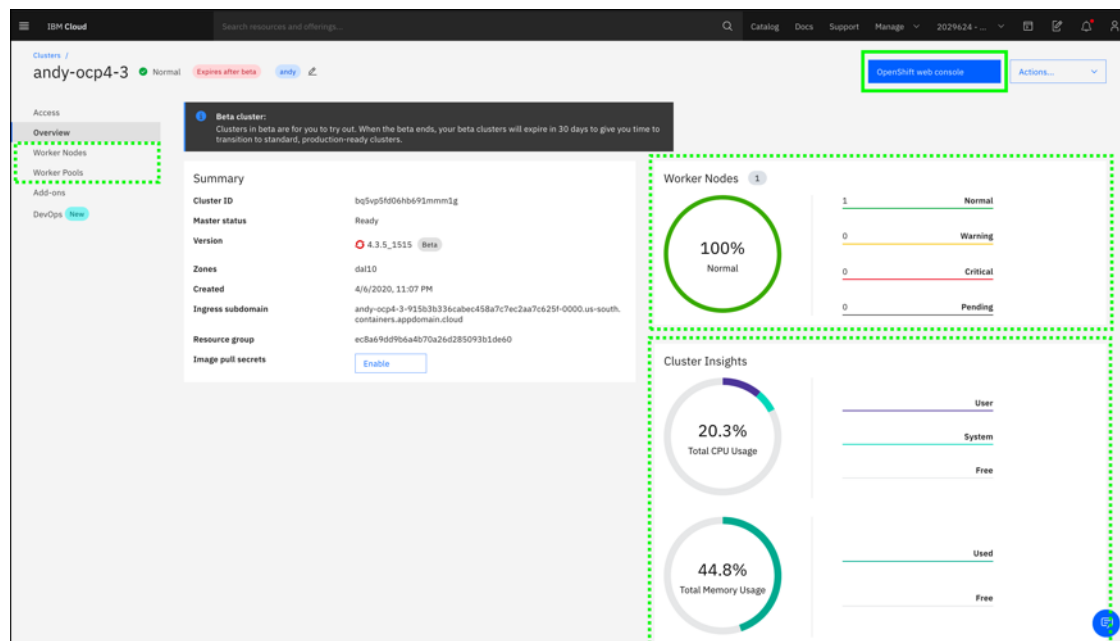 IBM Cloud
Search resources and offerings...
Catalog
Docs
Support
Manage
2029624 - ...
Clusters /
andy-ocp4-3
Normal
Expires after beta
andy
OpenShift web console
Actions...
Access
Overview
Worker Nodes
Worker Pools
Add-ons
DevOps New
Beta cluster:
Clusters in beta are for you to try out. When the beta ends, your beta clusters will expire in 30 days to give you time to
transition to standard, production-ready clusters.
Summary
Cluster ID bq5vp5fd06hb691mmm1g
Master status Ready
Version 4.3.5_1515 Beta
Zones dal10
Created 4/6/2020, 11:07 PM
Ingress subdomain andy-ocp4-3-915b3b336cabec458a7c7ec2aa7c625f-0000.us-south.
containers.appdomain.cloud
Resource group ec8a69dd9b6a4b70a26d285093b1de60
Image pull secrets Enable
Worker Nodes 1
100%
Normal
1 Normal
0 Warning
0 Critical
0 Pending
Cluster Insights
20.3%
Total CPU Usage
User
System
Free
44.8%
Total Memory Usage
Used
Free